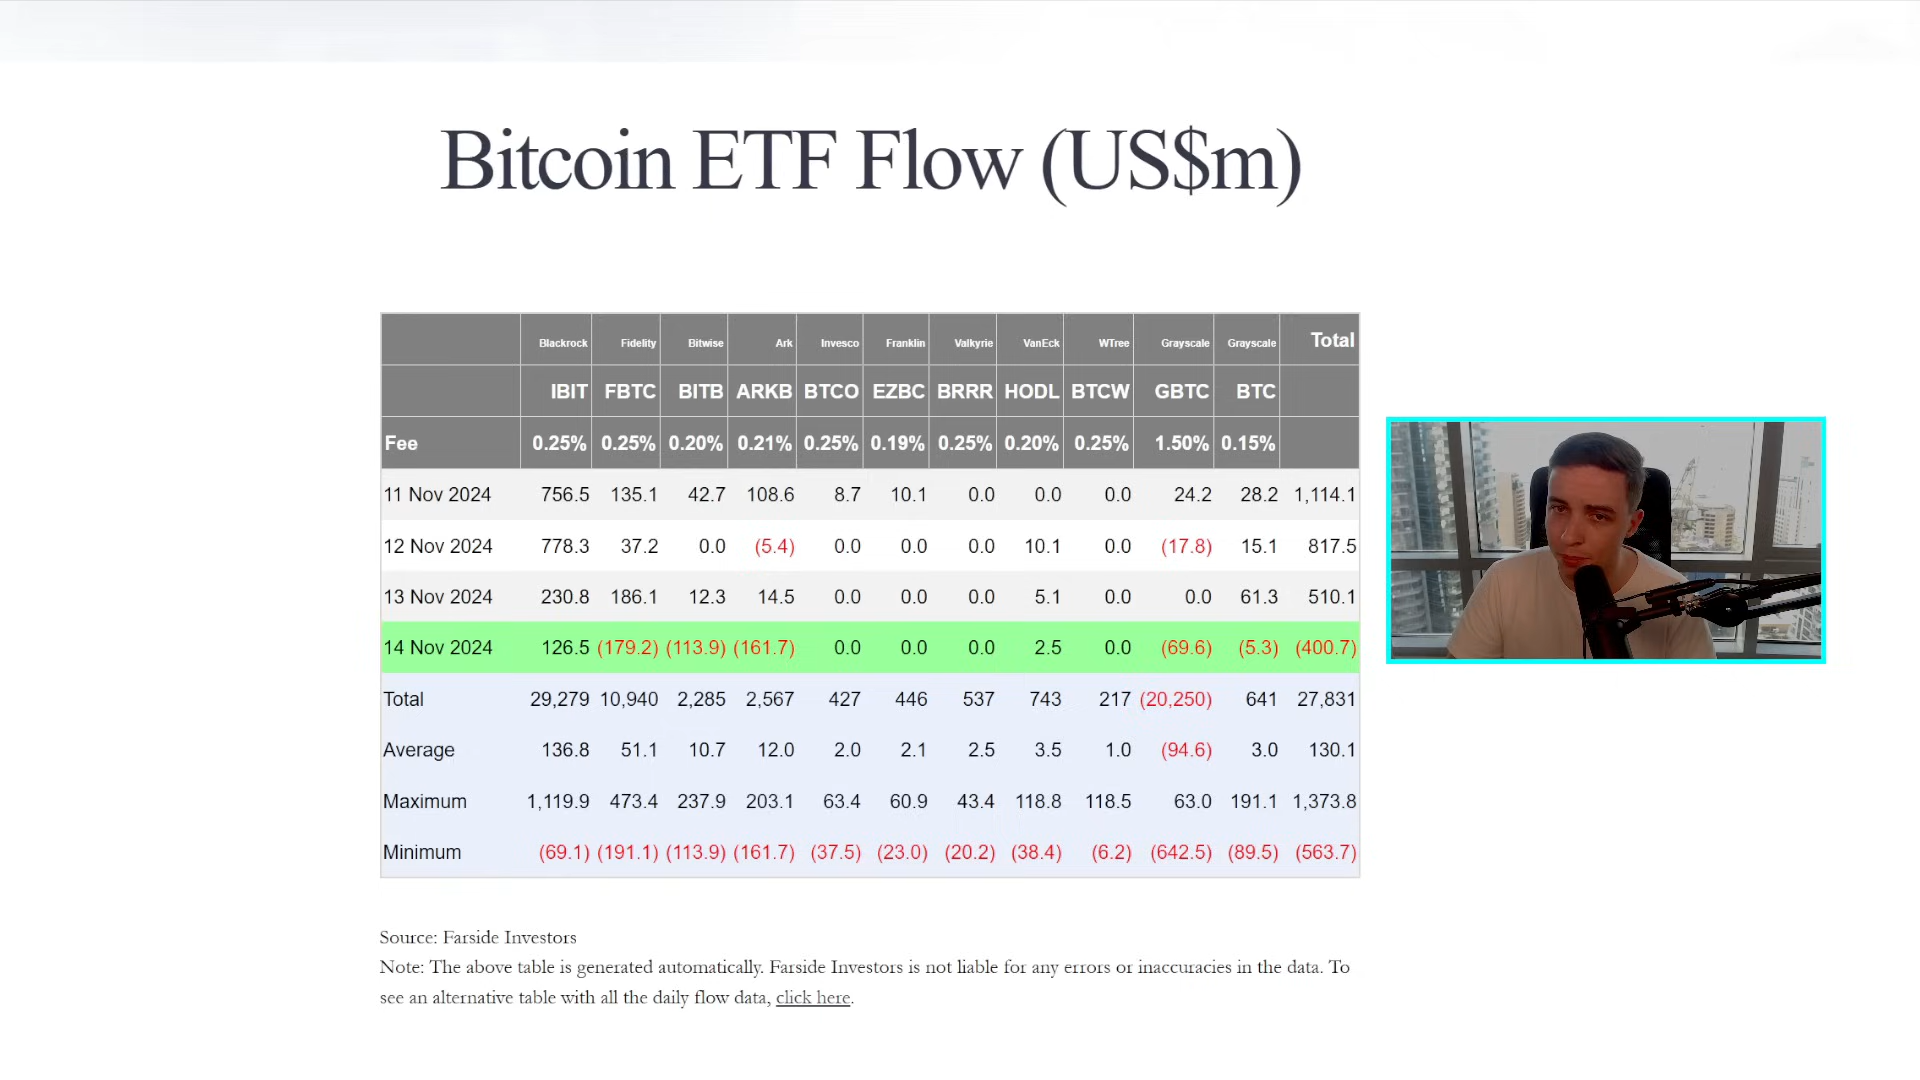 Bitcoin ETF Flow (US$m)
Blackrock Fidelity Bitwise Ark Invesco Franklin Valkyrie VanEck WTree Grayscale Grayscale Total
IBIT FBTC BITB ARKB BTCO EZBC BRRR HODL BTCW GBTC BTC
Fee 0.25% 0.25% 0.20% 0.21% 0.25% 0.19% 0.25% 0.20% 0.25% 1.50% 0.15%
11 Nov 2024 756.5 135.1 42.7 108.6 8.7 10.1 0.0 0.0 0.0 24.2 28.2 1,114.1
12 Nov 2024 778.3 37.2 0.0 (5.4) 0.0 0.0 0.0 10.1 0.0 (17.8) 15.1 817.5
13 Nov 2024 230.8 186.1 12.3 14.5 0.0 0.0 0.0 5.1 0.0 0.0 61.3 510.1
14 Nov 2024 126.5 (179.2) (113.9) (161.7) 0.0 0.0 0.0 2.5 0.0 (69.6) (5.3) (400.7)
Total 29,279 10,940 2,285 2,567 427 446 537 743 217 (20,250) 641 27,831
Average 136.8 51.1 10.7 12.0 2.0 2.1 2.5 3.5 1.0 (94.6) 3.0 130.1
Maximum 1,119.9 473.4 237.9 203.1 63.4 60.9 43.4 118.8 118.5 63.0 191.1 1,373.8
Minimum (69.1) (191.1) (113.9) (161.7) (37.5) (23.0) (20.2) (38.4) (6.2) (642.5) (89.5) (563.7)
Source: Farside Investors
Note: The above table is generated automatically. Farside Investors is not liable for any errors or inaccuracies in the data. To
see an alternative table with all the daily flow data, click here.